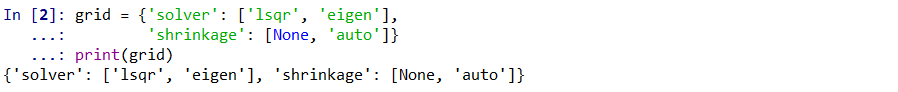 In [2]: grid = {'solver': ['lsqr', 'eigen'],
   ...:         'shrinkage': [None, 'auto']}
   ...: print(grid)
{'solver': ['lsqr', 'eigen'], 'shrinkage': [None, 'auto']}